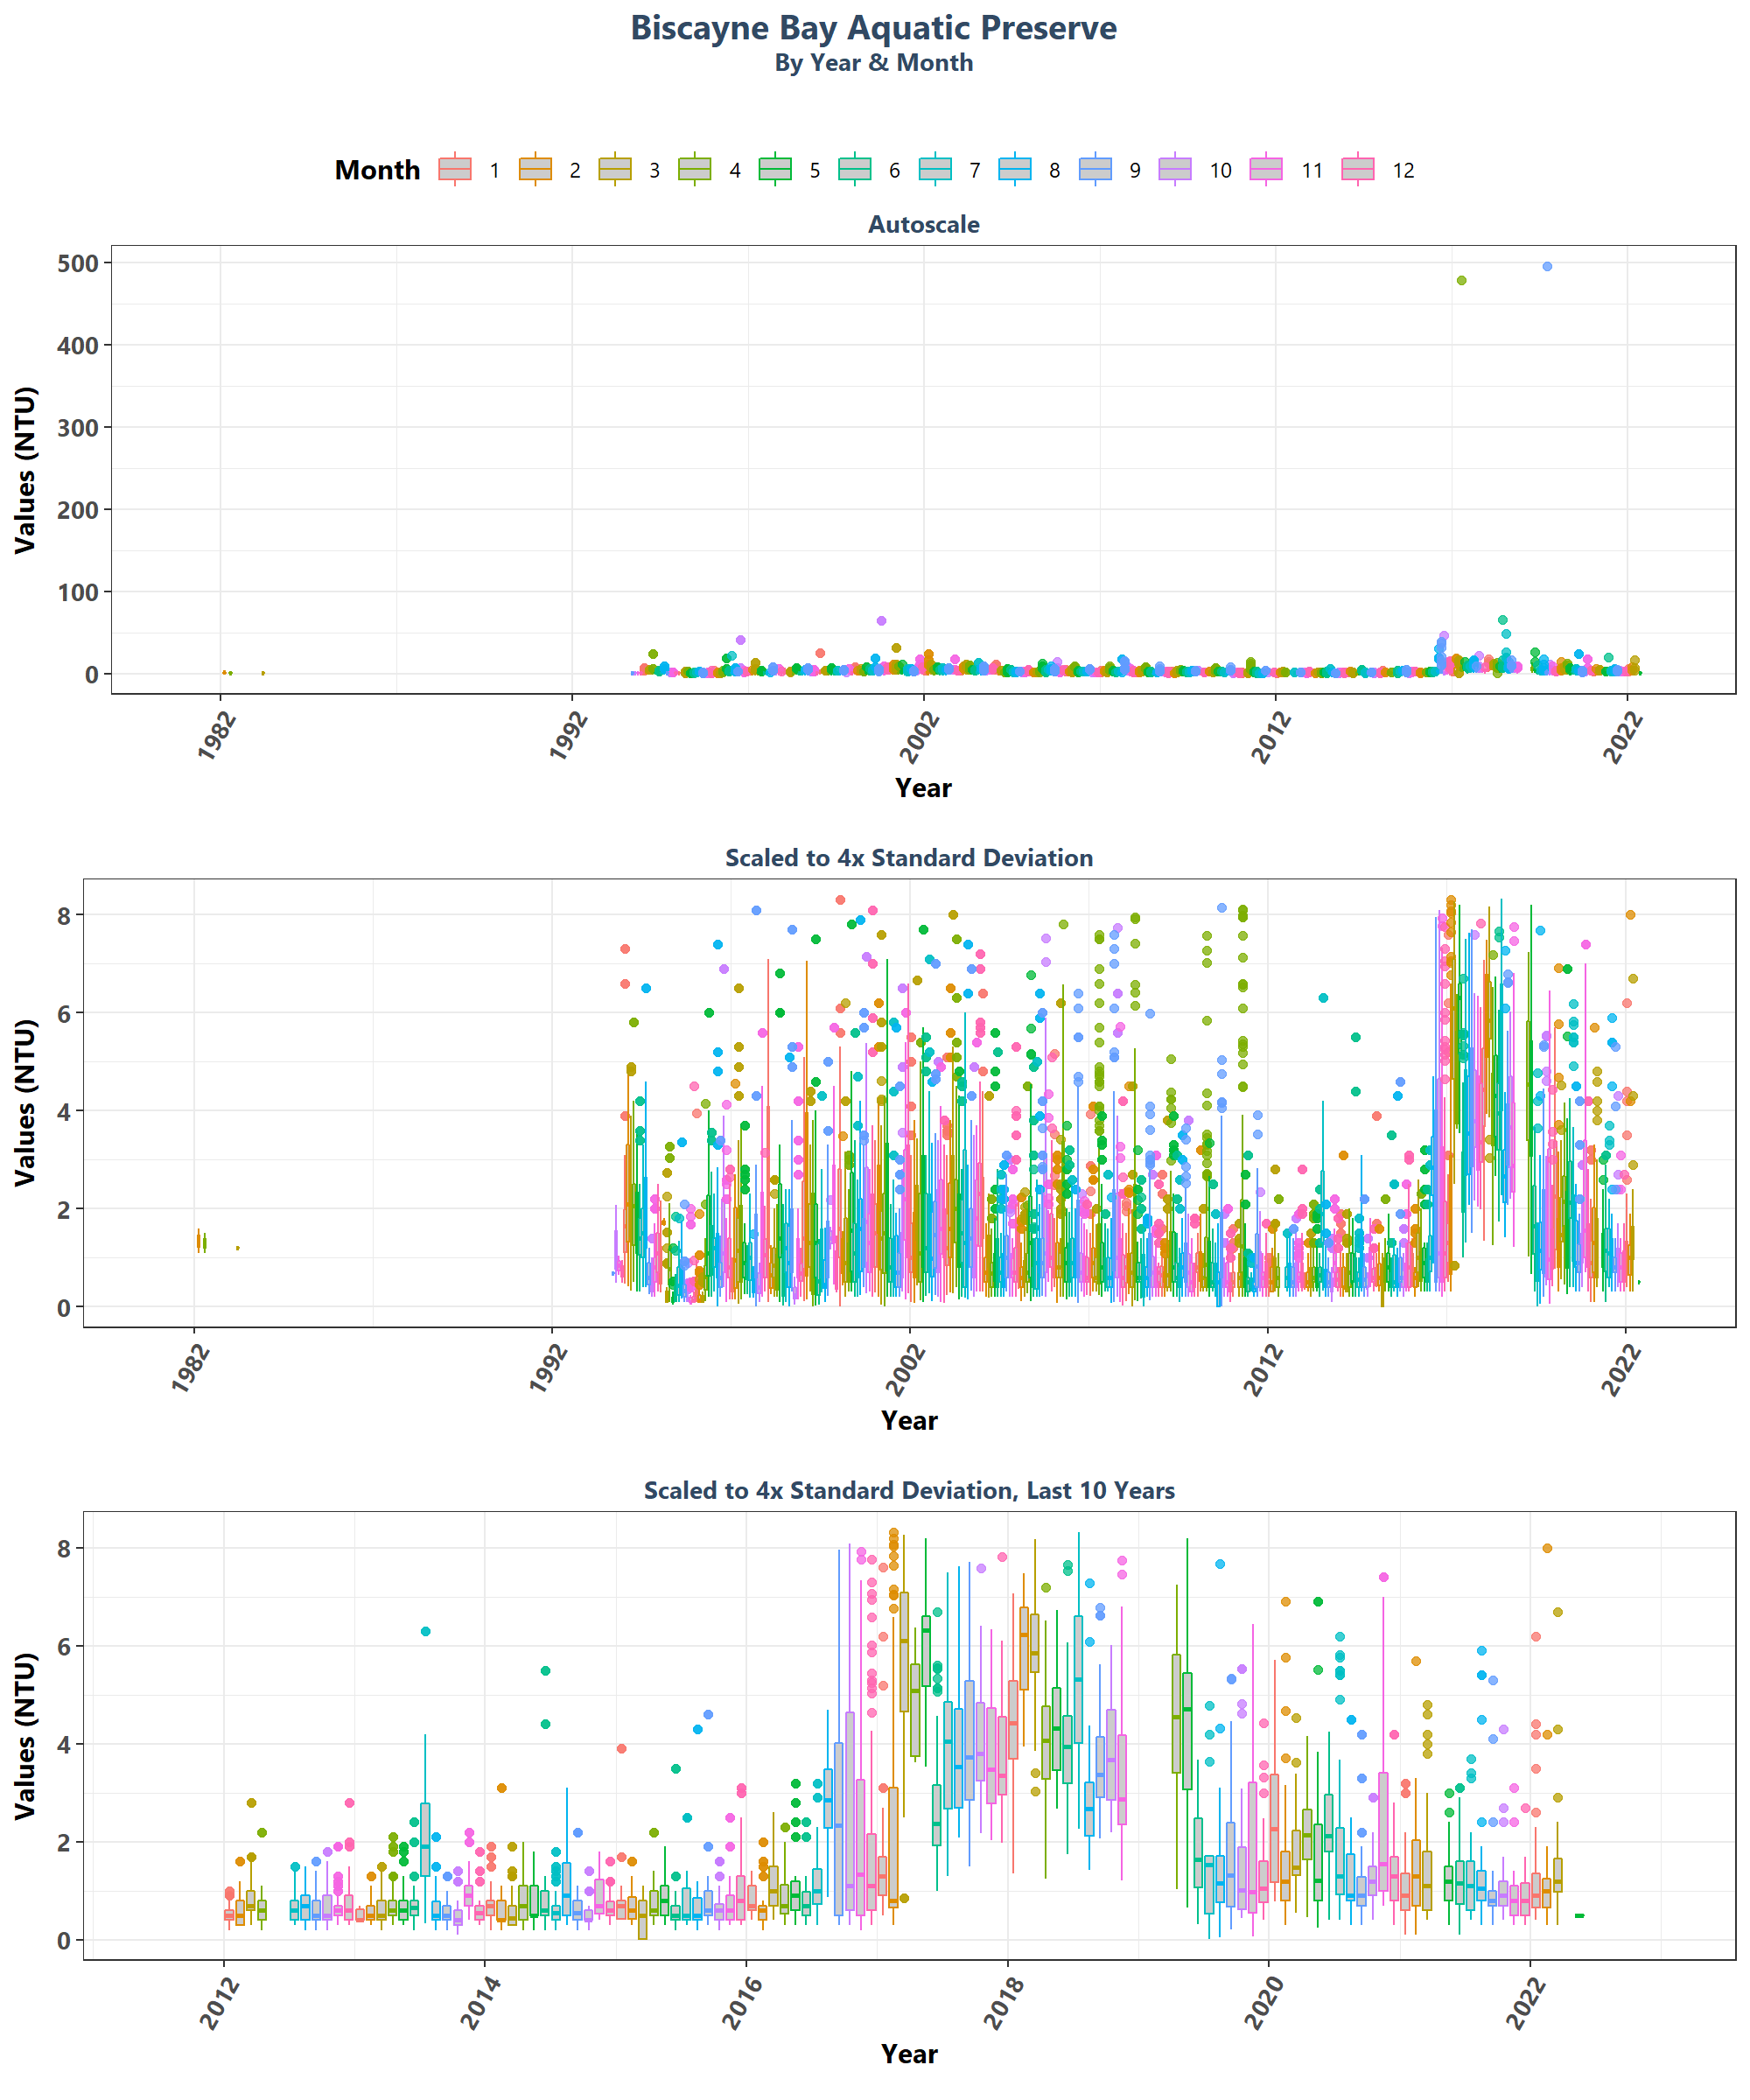 Biscayne Bay Aquatic Preserve
By Year & Month
Month 1 2 3 4 5 6 7 8 9 10 11 12
Autoscale
500
400
300
200
100
0
Values (NTU)
1982 1992 2002 2012 2022
Year
Scaled to 4x Standard Deviation
8
6
4
2
0
Values (NTU)
1982 1992 2002 2012 2022
Year
Scaled to 4x Standard Deviation, Last 10 Years
8
6
4
2
0
Values (NTU)
2012 2014 2016 2018 2020 2022
Year